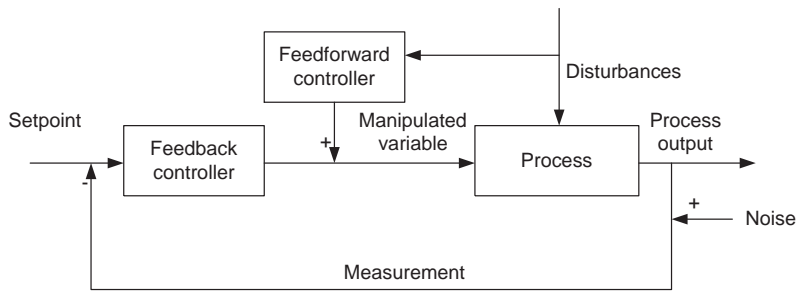 Feedforward
controller
Disturbances
Setpoint
Manipulated
variable
Process
output
+
Feedback
controller
Process
-
+
Noise
Measurement